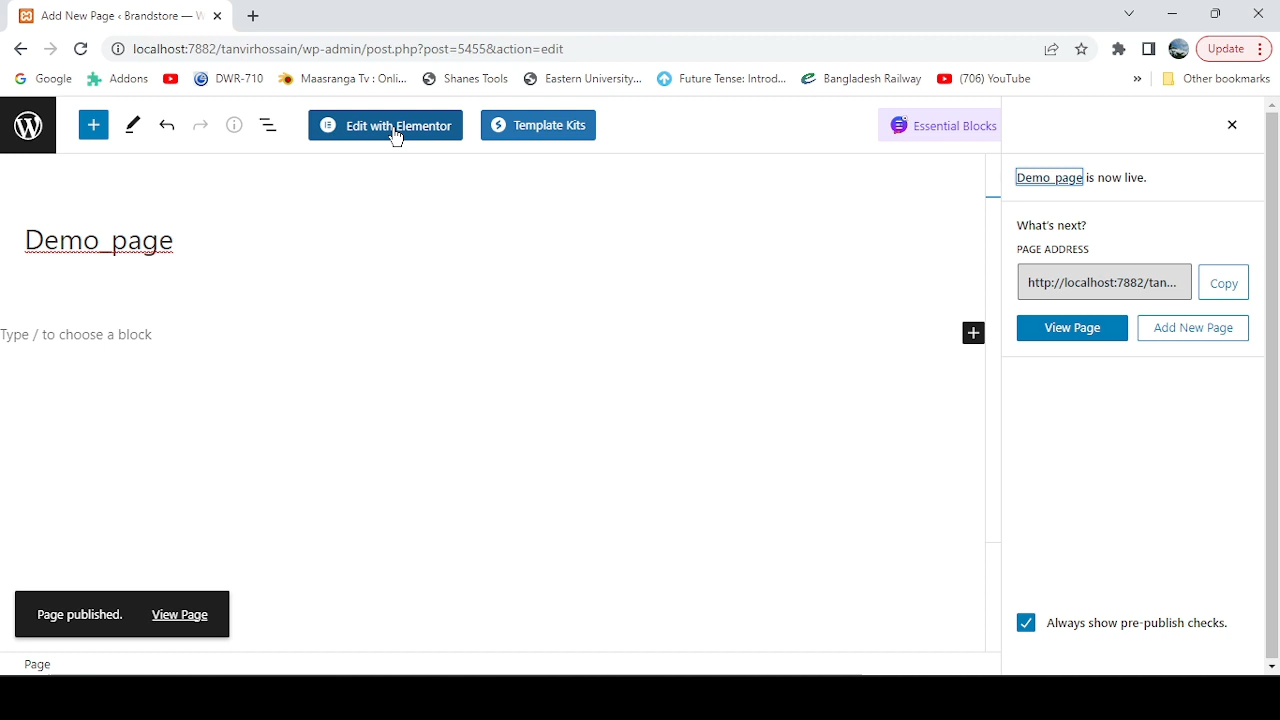 Add New Page ‹ Brandstore — W
localhost:7882/tanvirhossain/wp-admin/post.php?post=5455&action=edit
Update
Google Addons DWR-710 Maasranga Tv : Onli... Shanes Tools Eastern University... Future Tense: Introd... Bangladesh Railway (706) YouTube » Other bookmarks
Edit with Elementor Template Kits Essential Blocks
Demo_page is now live.
What's next?
PAGE ADDRESS
http://localhost:7882/tan... Copy
View Page Add New Page
Demo_page
Type / to choose a block
Page published. View Page
Always show pre-publish checks.
Page